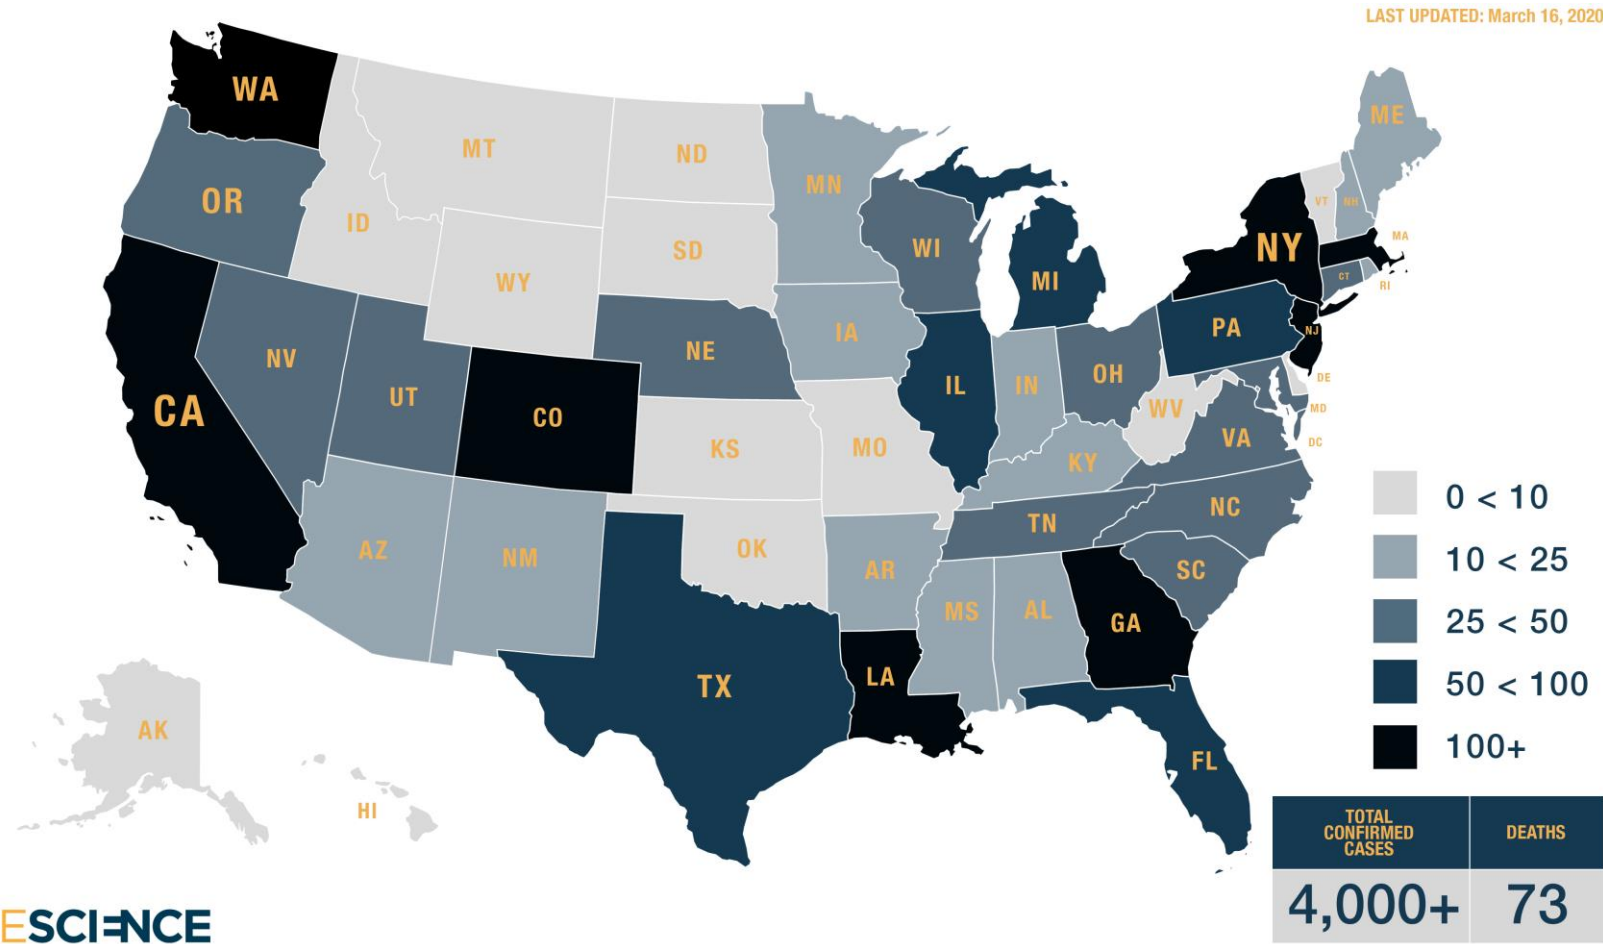 LAST UPDATED: March 16, 2020
WA
MT
ND
MN
ME
OR
ID
SD
WI
VT
NH
NY
MA
WY
MI
CT
RI
NV
NE
IA
PA
NJ
UT
IL
IN
OH
DE
CA
CO
KS
MO
WV
MD
KY
VA
DC
AZ
NM
OK
AR
TN
NC
SC
MS
AL
GA
TX
LA
FL
AK
HI
0 < 10
10 < 25
25 < 50
50 < 100
100+
TOTAL
CONFIRMED
CASES
DEATHS
4,000+
73
ESCIENCE